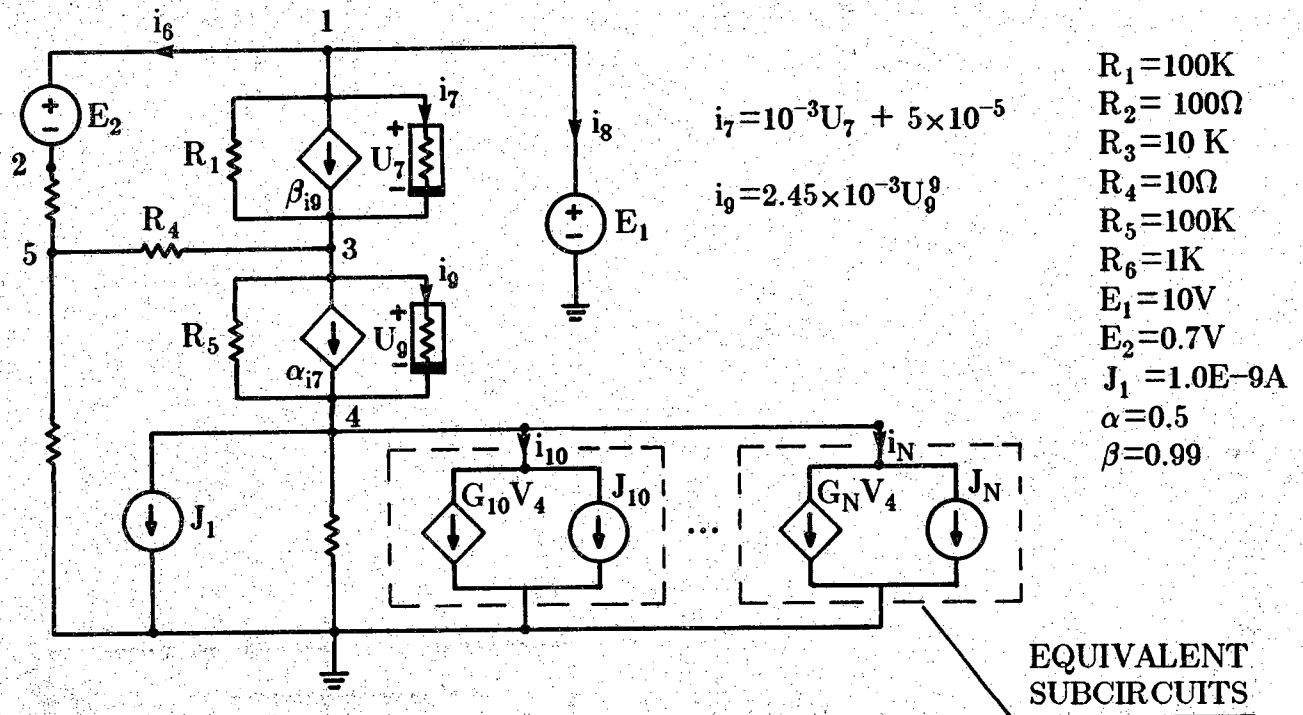 i₆
1
E₂
2
R₁
βi9
U₇
i₇
i₈
E₁
R₄
5
3
R₅
αi7
U₉
i₉
4
J₁
i₁₀
G₁₀V₄
J₁₀
...
i_N
G_NV₄
J_N
i₇=10⁻³U₇ + 5×10⁻⁵
i₉=2.45×10⁻³U₉⁹
R₁=100K
R₂= 100Ω
R₃=10 K
R₄=10Ω
R₅=100K
R₆=1K
E₁=10V
E₂=0.7V
J₁ =1.0E-9A
α=0.5
β=0.99
EQUIVALENT
SUBCIRCUITS